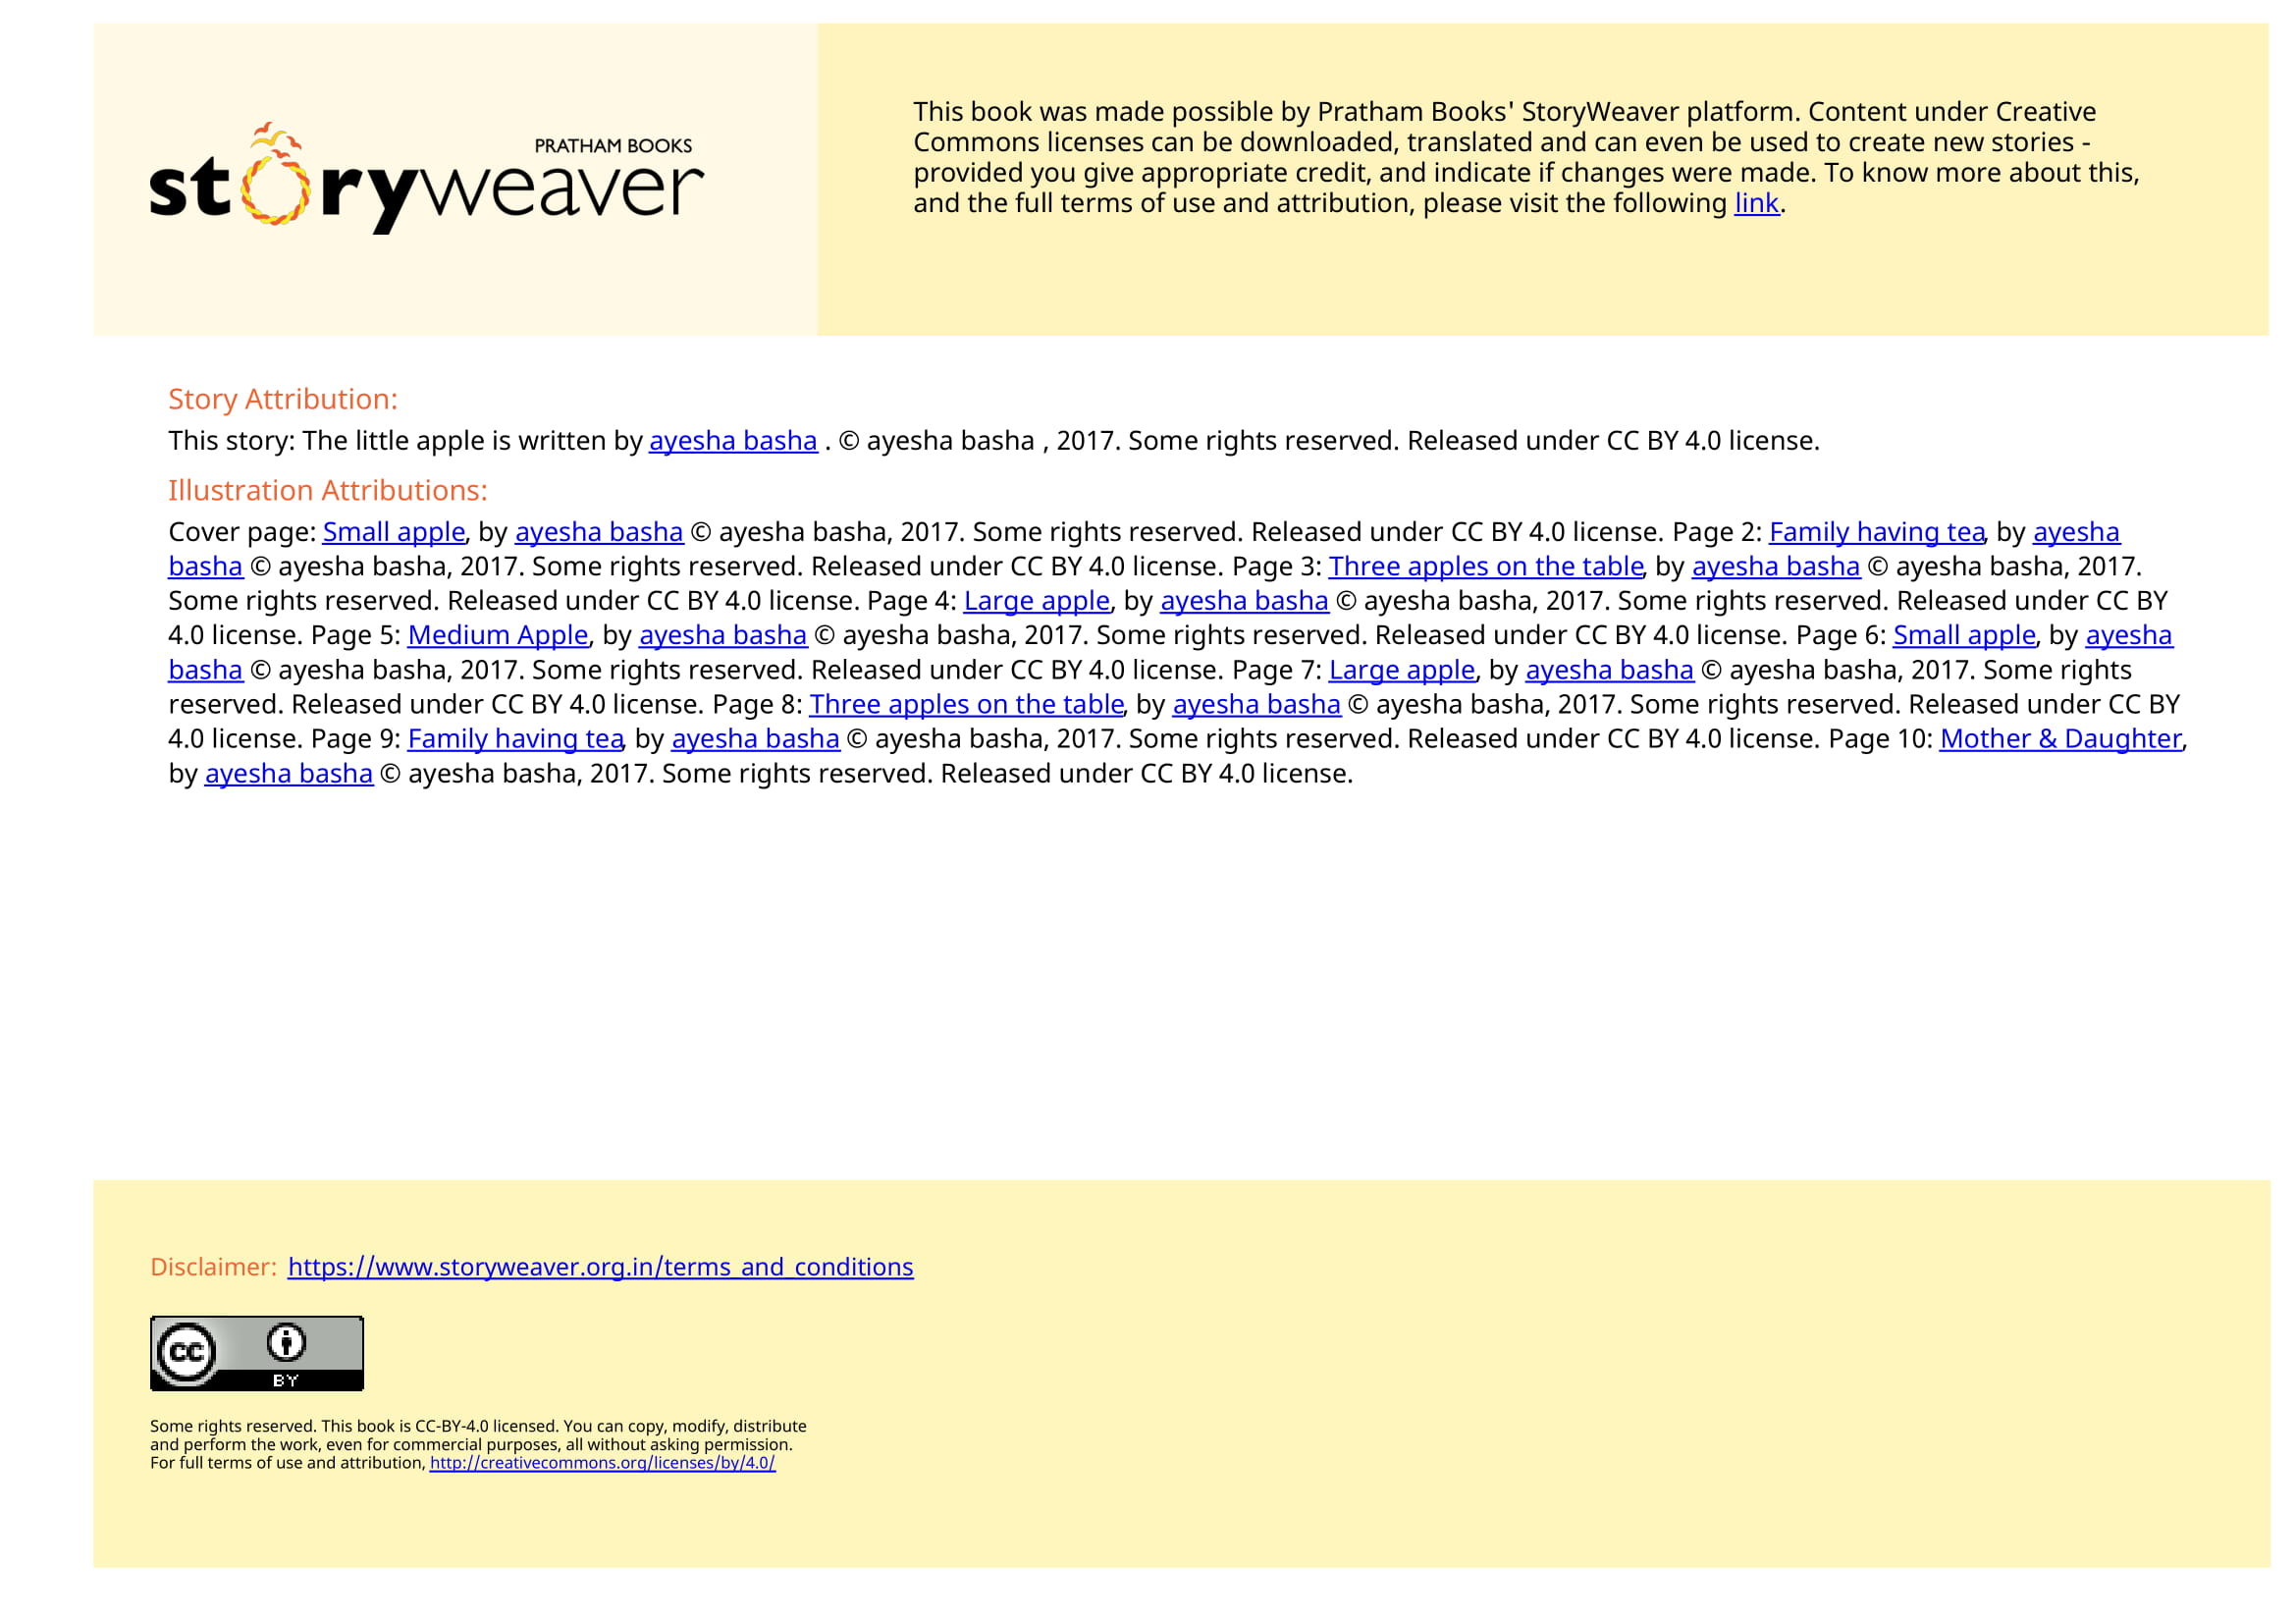 PRATHAM BOOKS
storyweaver
This book was made possible by Pratham Books' StoryWeaver platform. Content under Creative
Commons licenses can be downloaded, translated and can even be used to create new stories -
provided you give appropriate credit, and indicate if changes were made. To know more about this,
and the full terms of use and attribution, please visit the following link.
Story Attribution:
This story: The little apple is written by ayesha basha . © ayesha basha , 2017. Some rights reserved. Released under CC BY 4.0 license.
Illustration Attributions:
Cover page: Small apple, by ayesha basha © ayesha basha, 2017. Some rights reserved. Released under CC BY 4.0 license. Page 2: Family having tea, by ayesha
basha © ayesha basha, 2017. Some rights reserved. Released under CC BY 4.0 license. Page 3: Three apples on the table, by ayesha basha © ayesha basha, 2017.
Some rights reserved. Released under CC BY 4.0 license. Page 4: Large apple, by ayesha basha © ayesha basha, 2017. Some rights reserved. Released under CC BY
4.0 license. Page 5: Medium Apple, by ayesha basha © ayesha basha, 2017. Some rights reserved. Released under CC BY 4.0 license. Page 6: Small apple, by ayesha
basha © ayesha basha, 2017. Some rights reserved. Released under CC BY 4.0 license. Page 7: Large apple, by ayesha basha © ayesha basha, 2017. Some rights
reserved. Released under CC BY 4.0 license. Page 8: Three apples on the table, by ayesha basha © ayesha basha, 2017. Some rights reserved. Released under CC BY
4.0 license. Page 9: Family having tea, by ayesha basha © ayesha basha, 2017. Some rights reserved. Released under CC BY 4.0 license. Page 10: Mother & Daughter,
by ayesha basha © ayesha basha, 2017. Some rights reserved. Released under CC BY 4.0 license.
Disclaimer: https://www.storyweaver.org.in/terms_and_conditions
cc
BY
Some rights reserved. This book is CC-BY-4.0 licensed. You can copy, modify, distribute
and perform the work, even for commercial purposes, all without asking permission.
For full terms of use and attribution, http://creativecommons.org/licenses/by/4.0/